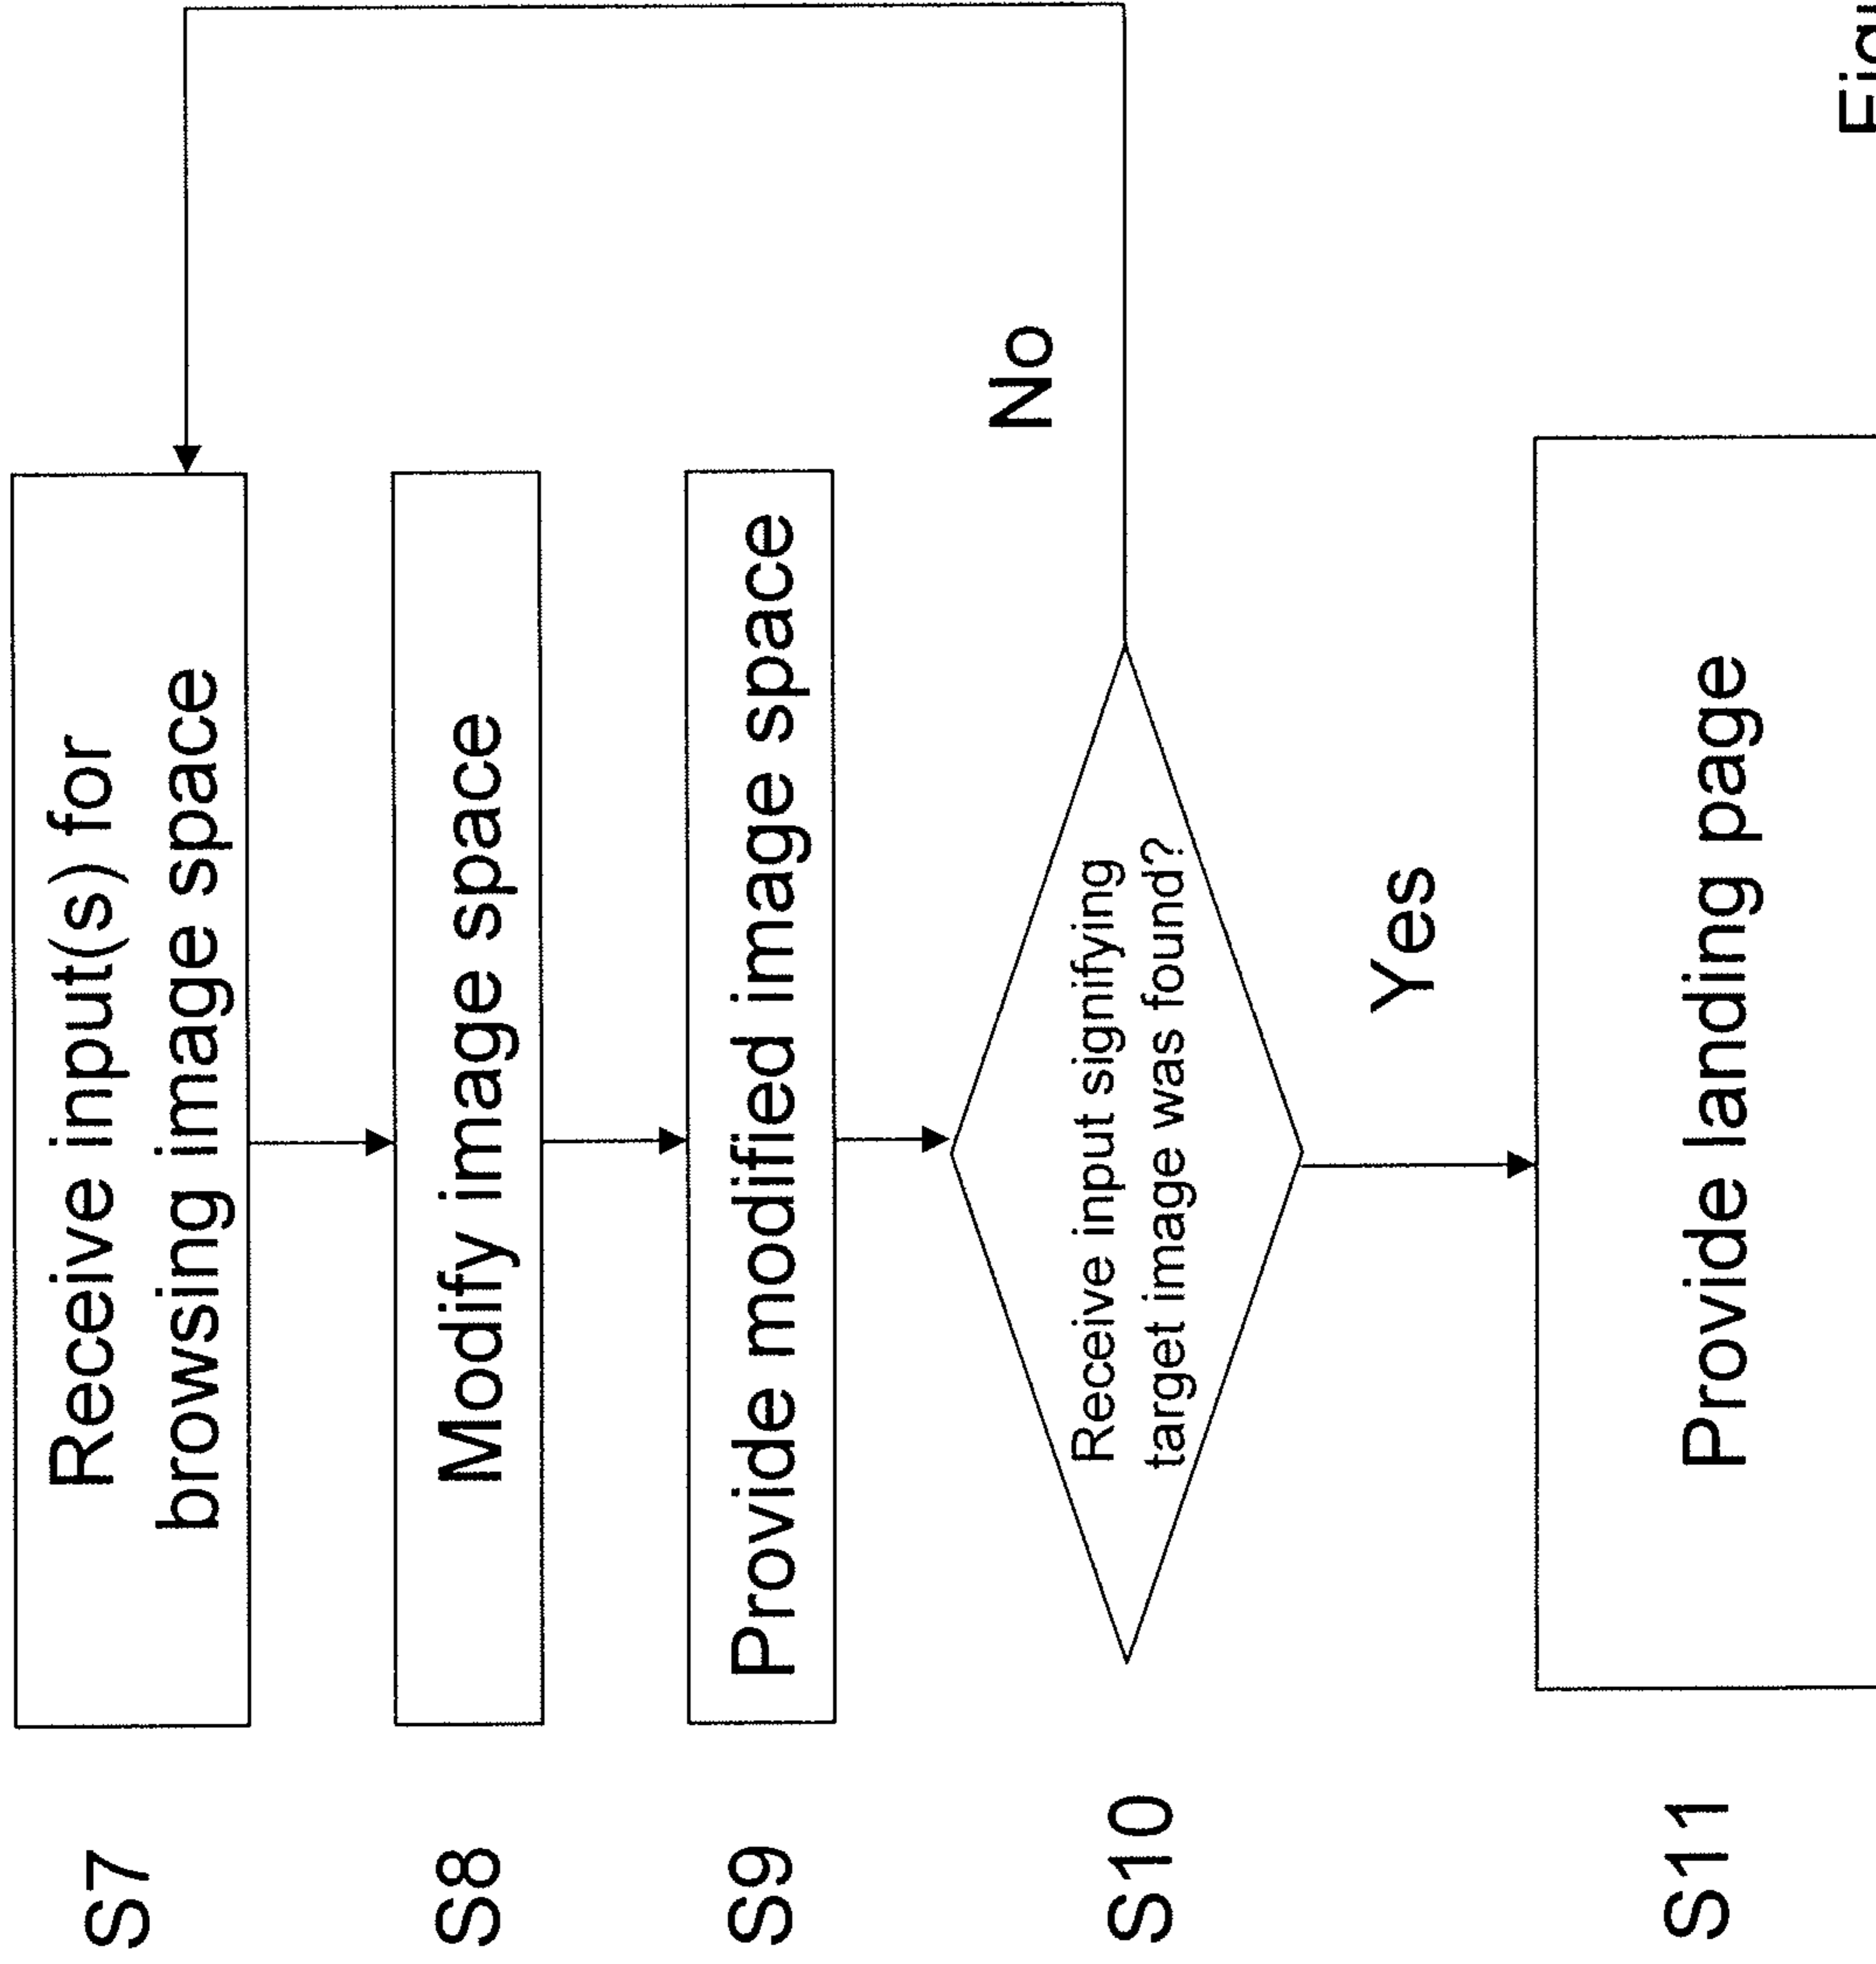 S7
Receive input(s) for
browsing image space
S8
Modify image space
S9
Provide modified image space
S10
Receive input signifying
target image was found?
No
Yes
S11
Provide landing page